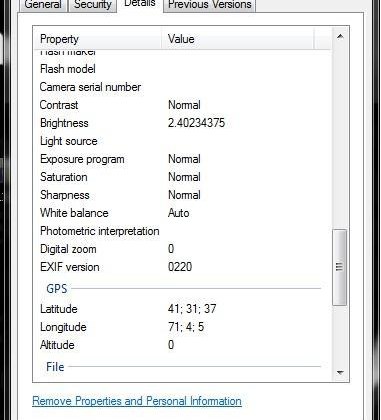 General Security Details Previous Versions
Property Value
Flash maker
Flash model
Camera serial number
Contrast Normal
Brightness 2.40234375
Light source
Exposure program Normal
Saturation Normal
Sharpness Normal
White balance Auto
Photometric interpretation
Digital zoom 0
EXIF version 0220
GPS
Latitude 41; 31; 37
Longitude 71; 4; 5
Altitude 0
File
Remove Properties and Personal Information